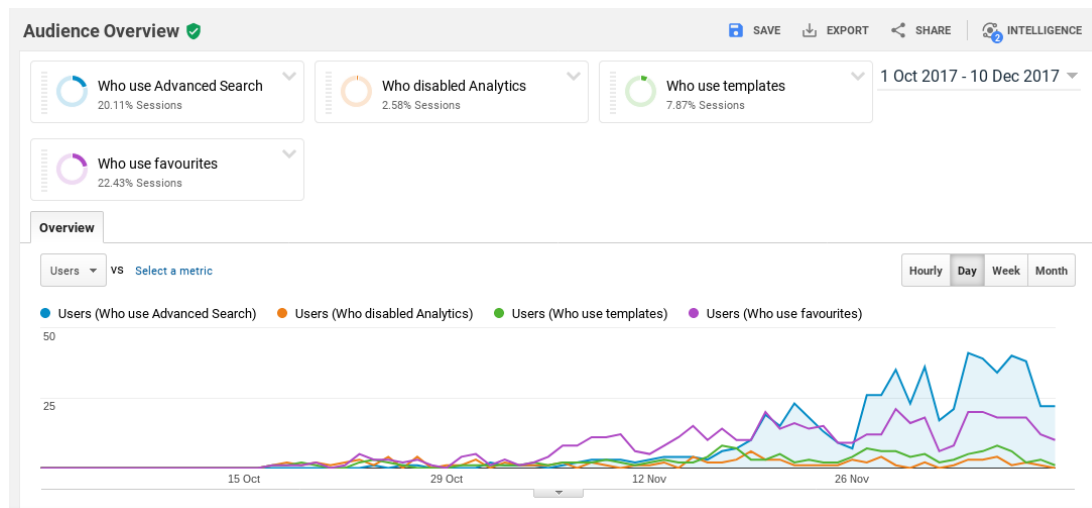 Audience Overview
SAVE EXPORT SHARE 2 INTELLIGENCE
Who use Advanced Search
20.11% Sessions
Who disabled Analytics
2.58% Sessions
Who use templates
7.87% Sessions
1 Oct 2017 - 10 Dec 2017
Who use favourites
22.43% Sessions
Overview
Users VS Select a metric
Hourly Day Week Month
Users (Who use Advanced Search) Users (Who disabled Analytics) Users (Who use templates) Users (Who use favourites)
50
25
15 Oct 29 Oct 12 Nov 26 Nov